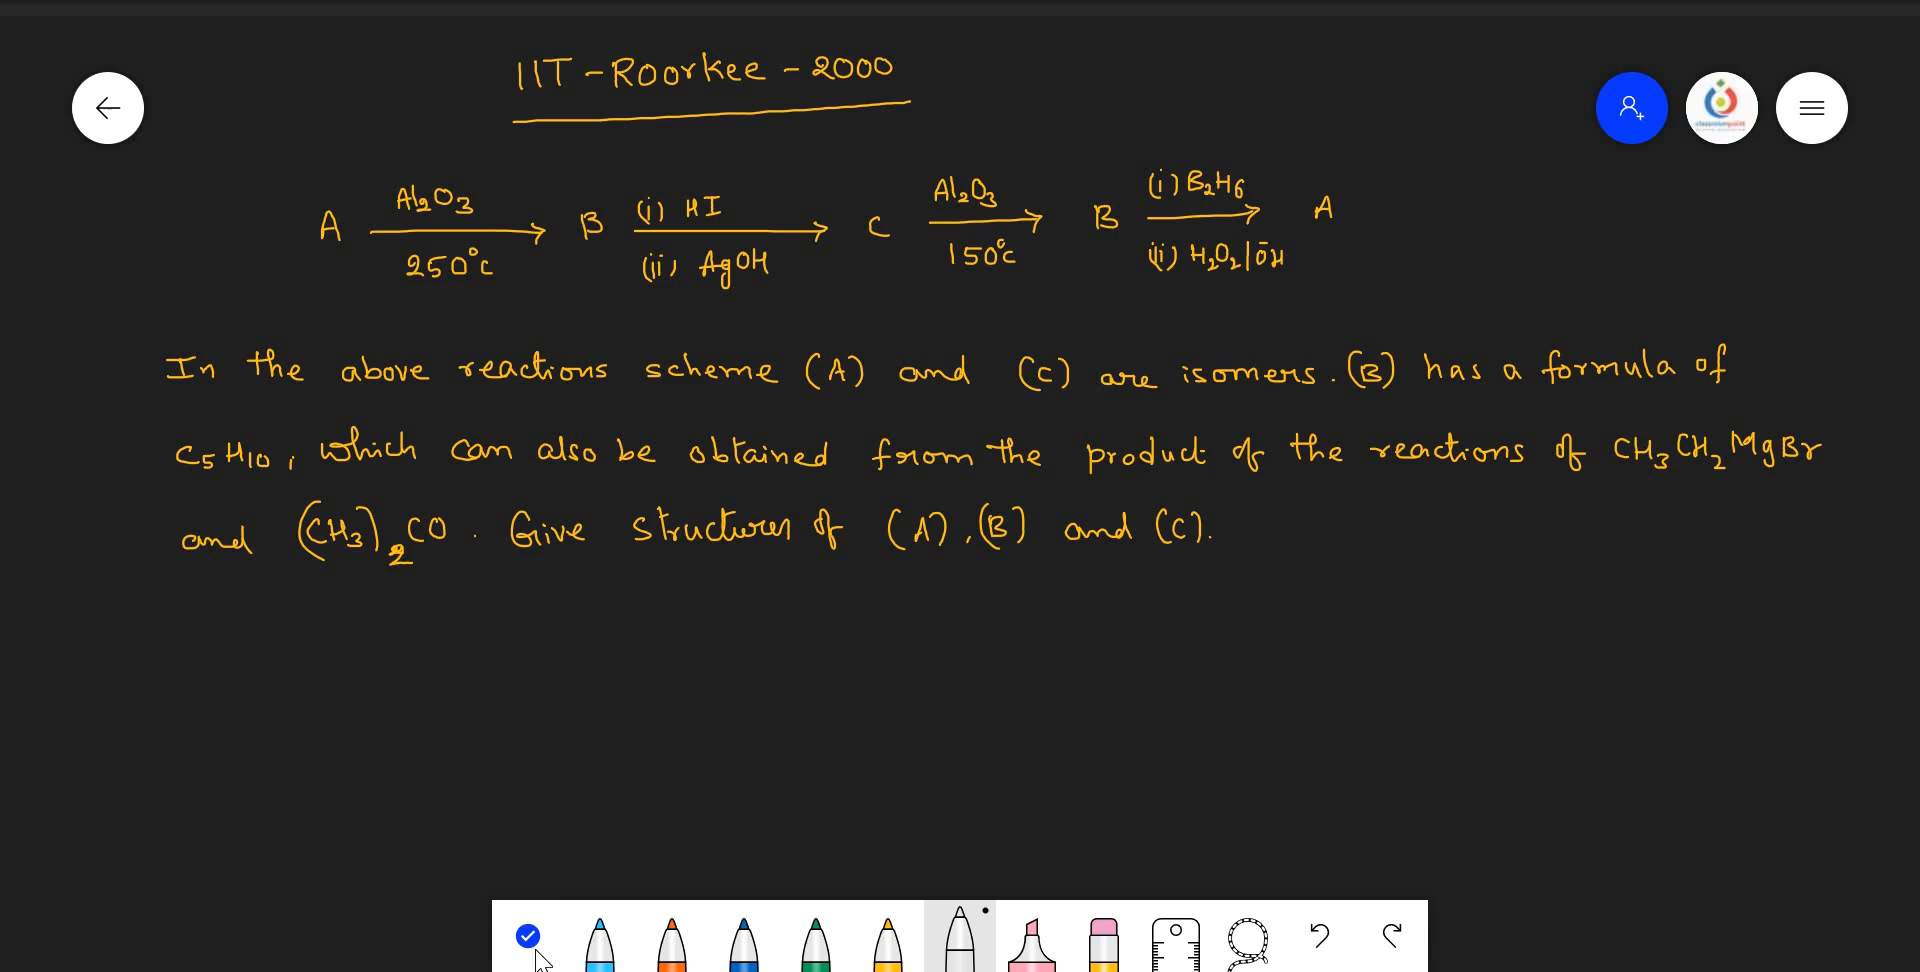 IIT - Roorkee - 2000
A Al2O3 250°C → B (i) HI (ii) AgOH → C Al2O3 150°C → B (i) B2H6 (ii) H2O2/ŌH → A
In the above reactions scheme (A) and (C) are isomers. (B) has a formula of
C5H10, which can also be obtained from the product of the reactions of CH3CH2MgBr
and (CH3)2CO. Give structures of (A), (B) and (C).